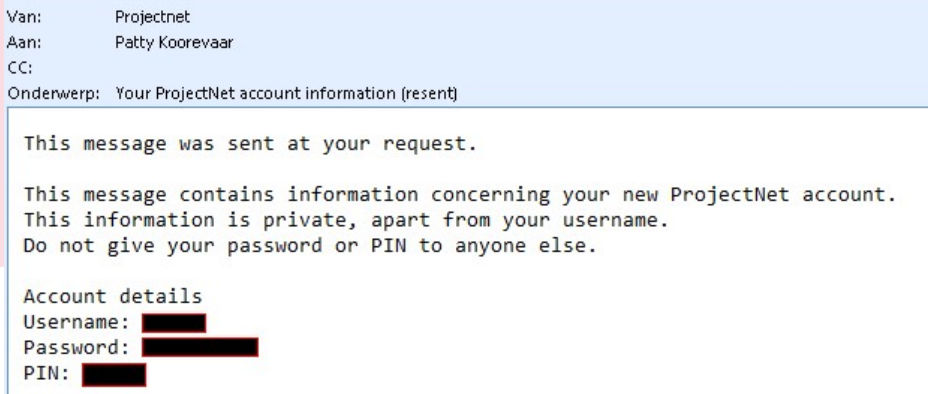 Van: Projectnet
Aan: Patty Koorevaar
CC:
Onderwerp: Your ProjectNet account information (resent)
This message was sent at your request.
This message contains information concerning your new ProjectNet account.
This information is private, apart from your username.
Do not give your password or PIN to anyone else.
Account details
Username:
Password:
PIN: